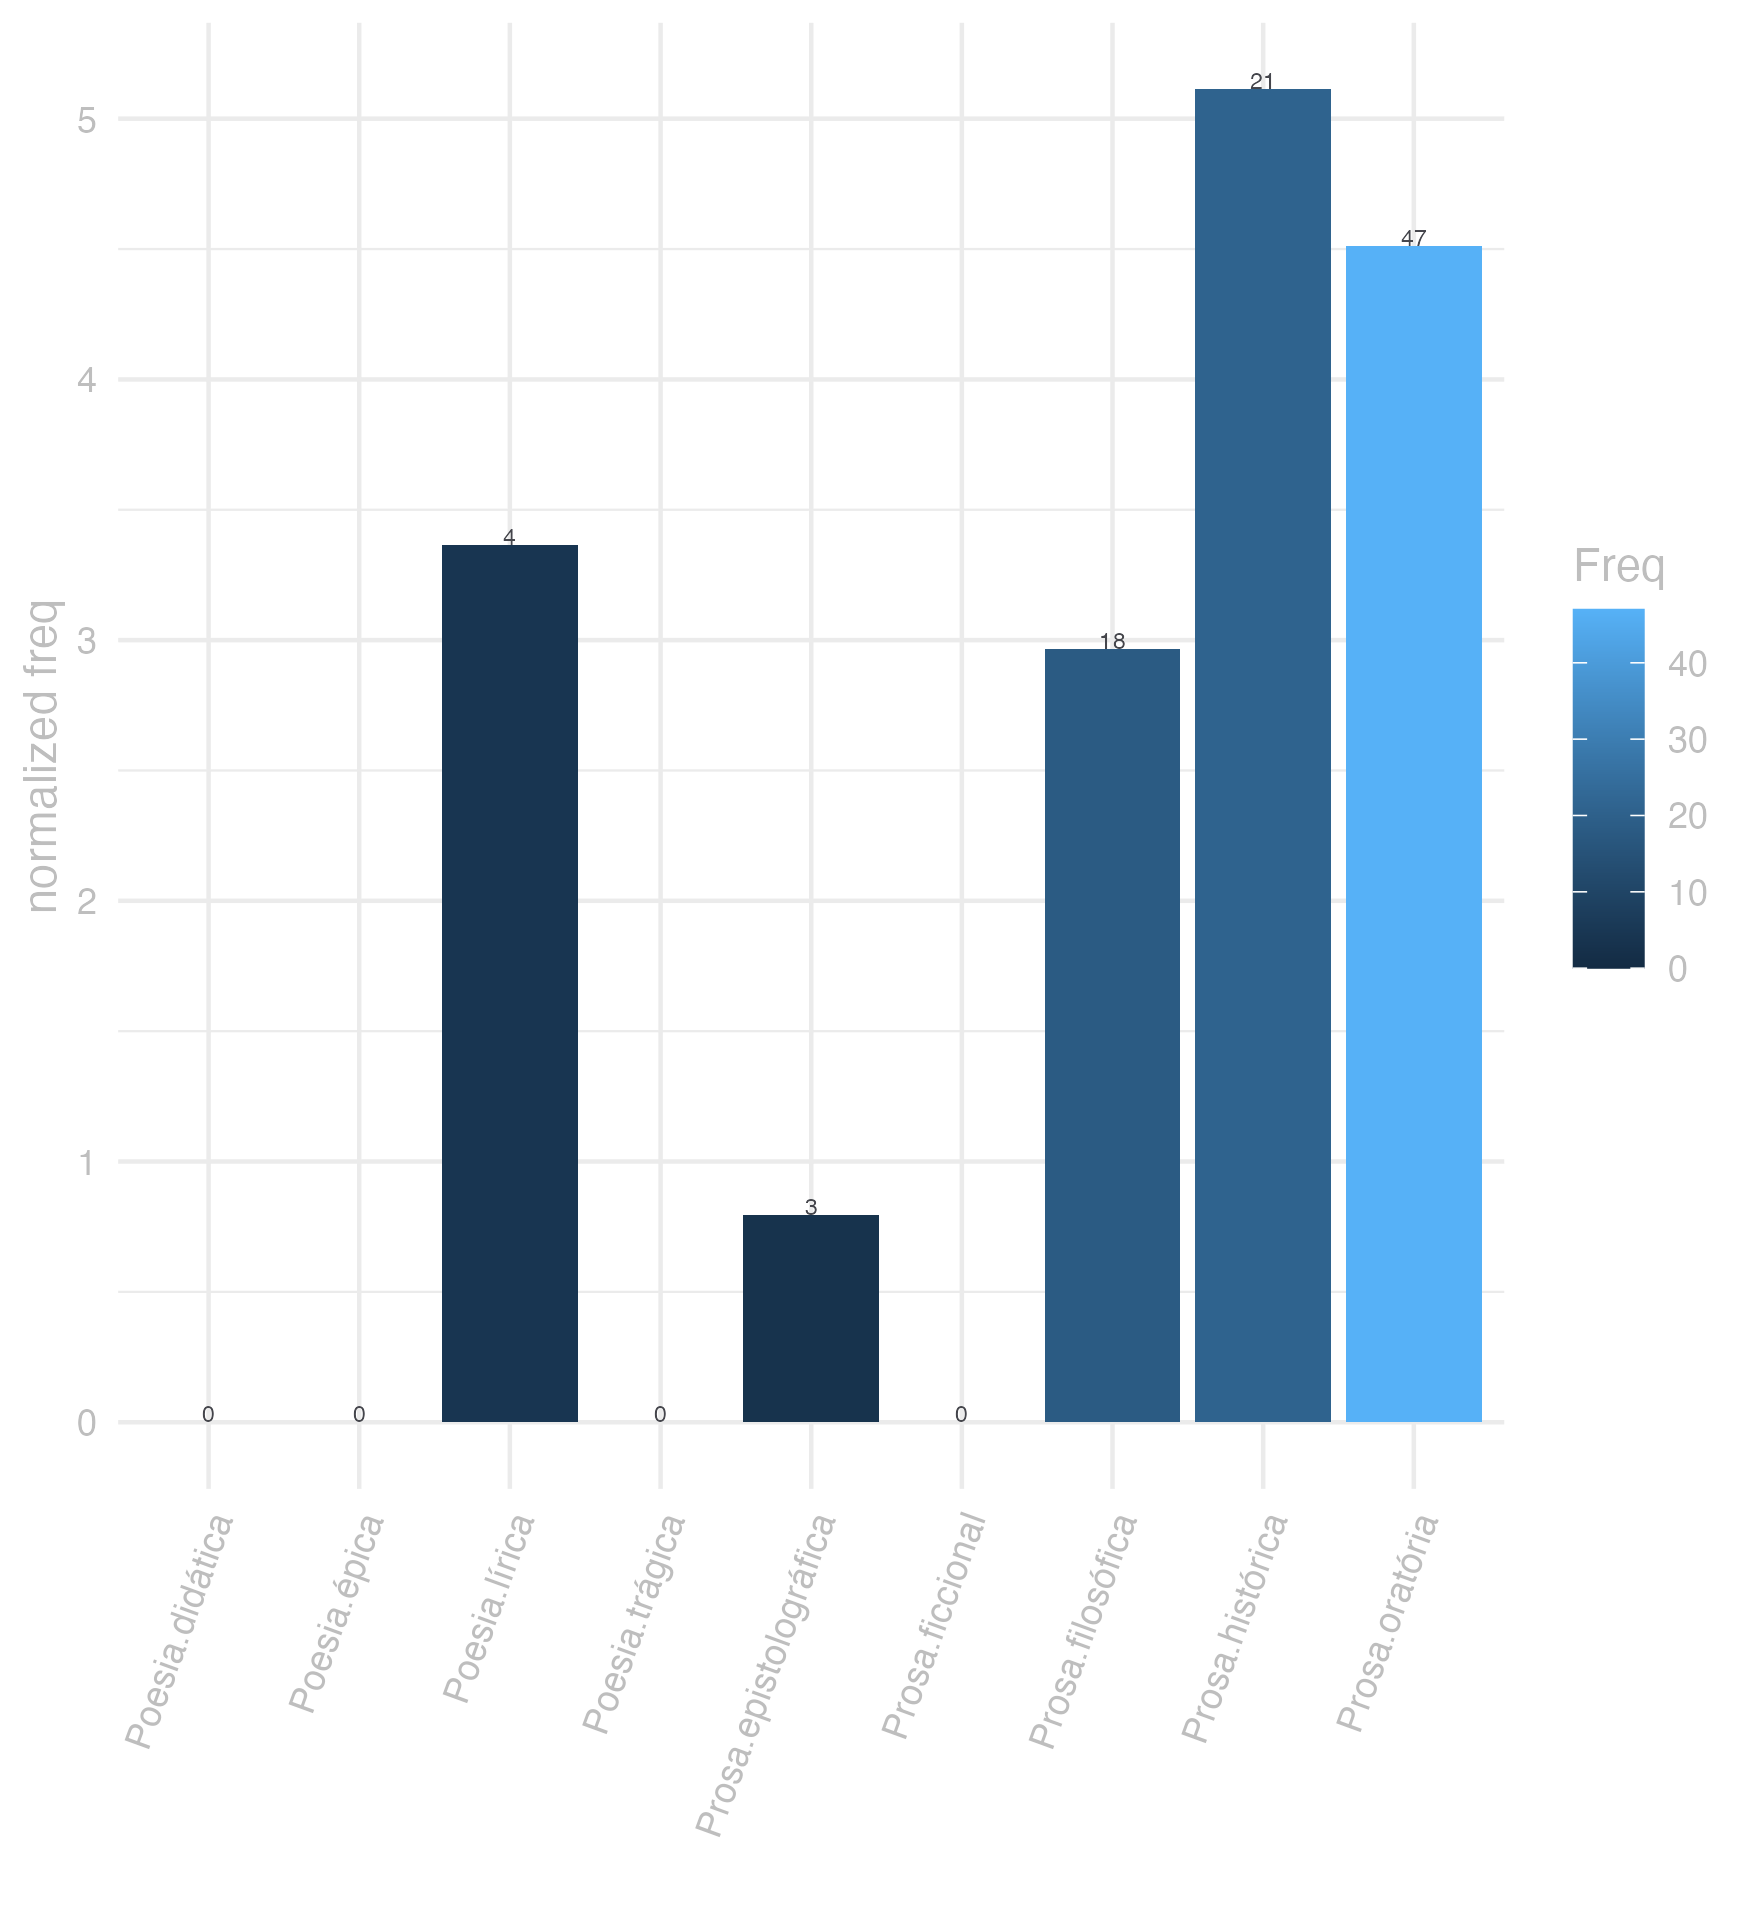 normalized freq
5
4
3
2
1
0
0
0
4
0
3
0
18
21
47
Poesia.didática
Poesia.épica
Poesia.lírica
Poesia.trágica
Prosa.epistolográfica
Prosa.ficcional
Prosa.filosófica
Prosa.histórica
Prosa.oratória
Freq
40
30
20
10
0